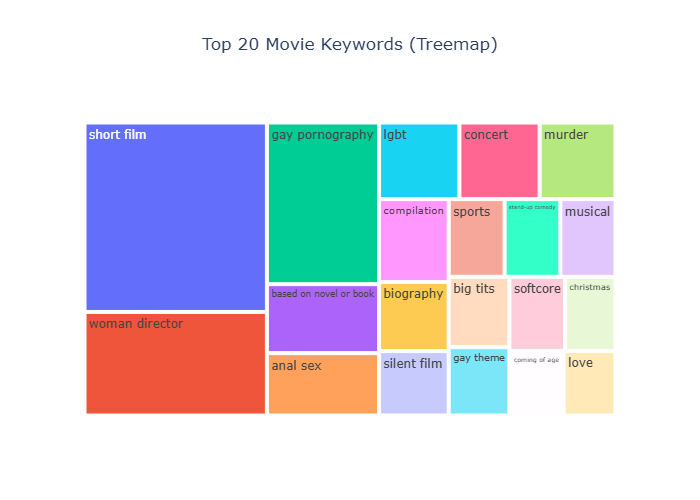 Top 20 Movie Keywords (Treemap)
short film
gay pornography
lgbt
concert
murder
compilation
sports
stand-up comedy
musical
based on novel or book
biography
big tits
softcore
christmas
woman director
anal sex
silent film
gay theme
coming of age
love